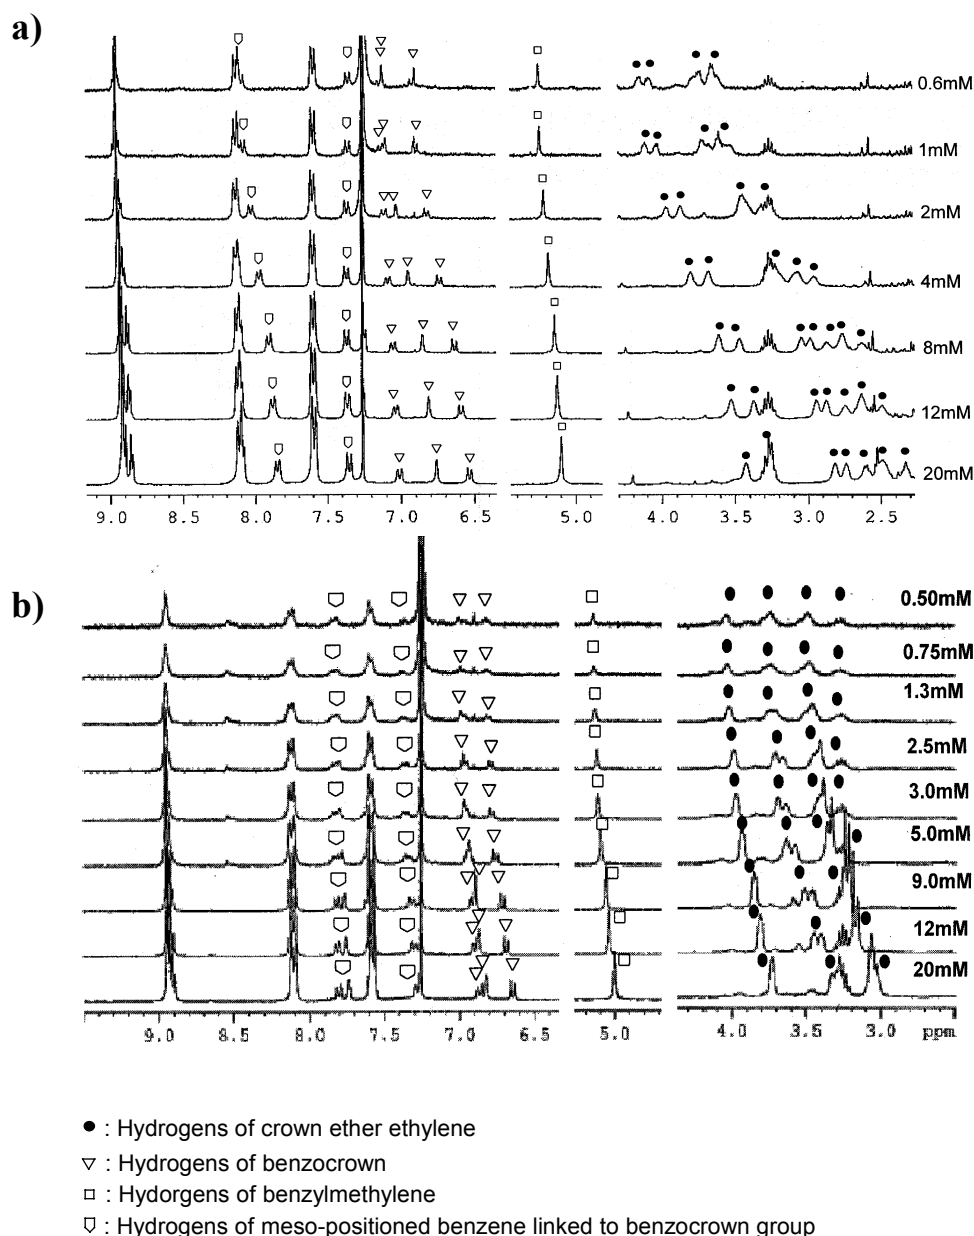 a)
0.6mM
1mM
2mM
4mM
8mM
12mM
20mM
9.0 8.5 8.0 7.5 7.0 6.5 5.0 4.0 3.5 3.0 2.5
b)
0.50mM
0.75mM
1.3mM
2.5mM
3.0mM
5.0mM
9.0mM
12mM
20mM
9.0 8.5 8.0 7.5 7.0 6.5 5.0 4.0 3.5 3.0 ppm
: Hydrogens of crown ether ethylene
: Hydrogens of benzocrown
: Hydorgens of benzylmethylene
: Hydrogens of meso-positioned benzene linked to benzocrown group